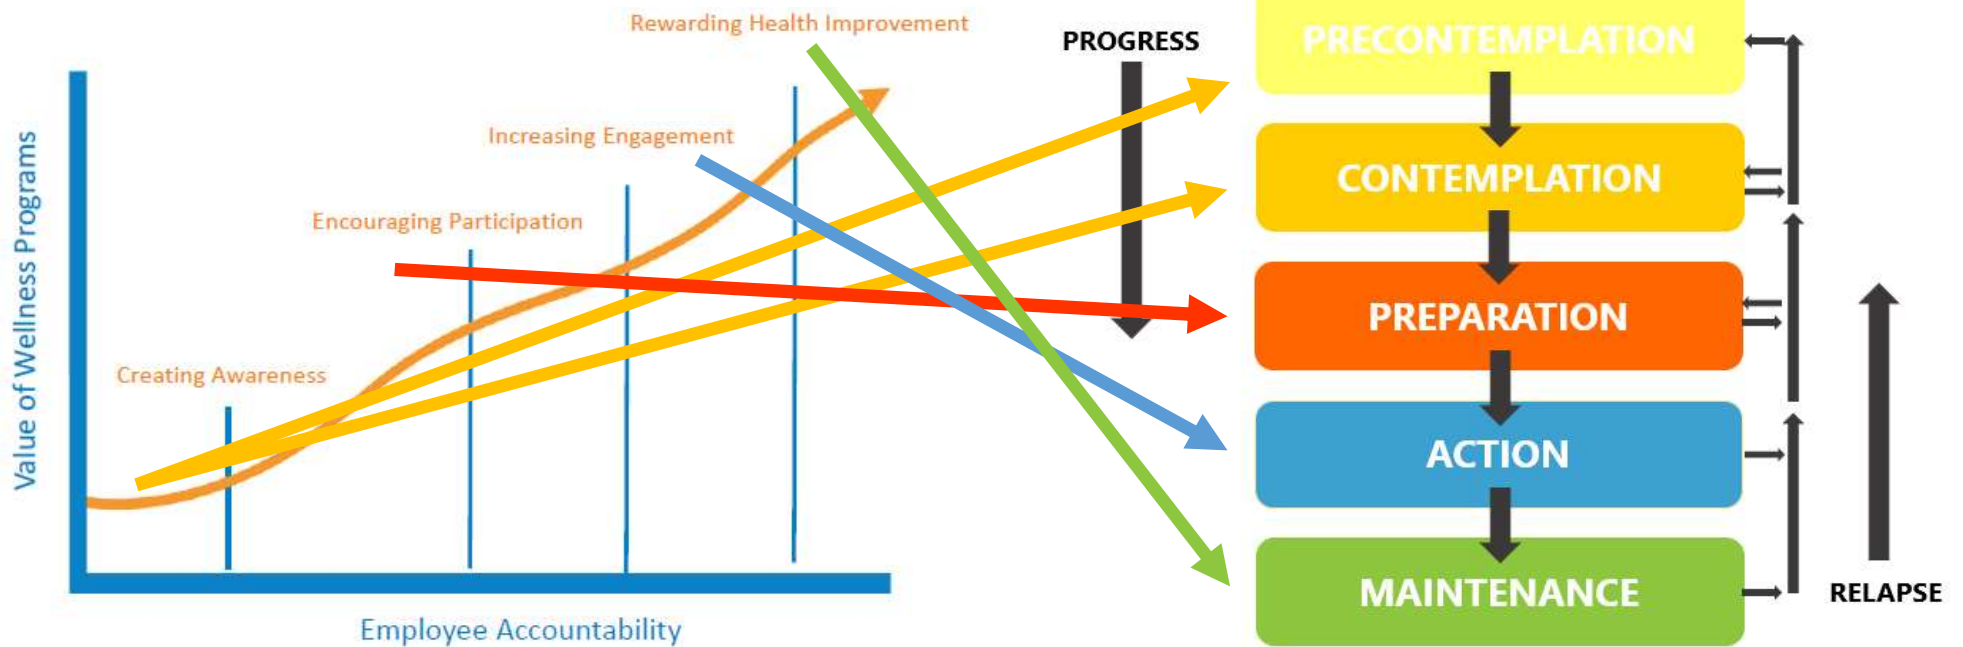 Rewarding Health Improvement
Increasing Engagement
Encouraging Participation
Creating Awareness
Value of Wellness Programs
Employee Accountability
PROGRESS
PRECONTEMPLATION
CONTEMPLATION
PREPARATION
ACTION
MAINTENANCE
RELAPSE